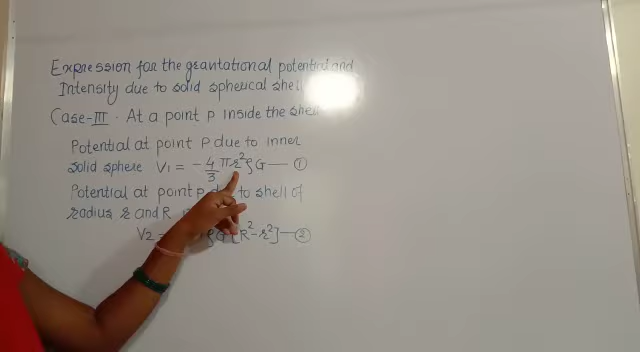 Expression for the gravtational potential and
Intensity due to solid spherical shell
Case-III. At a point P inside the shell
Potential at point P due to inner
solid sphere V1 = -4/3 πr²ρG — ①
Potential at point P due to shell of
radius r and R
V2 = ρG [R²-r²] — ②